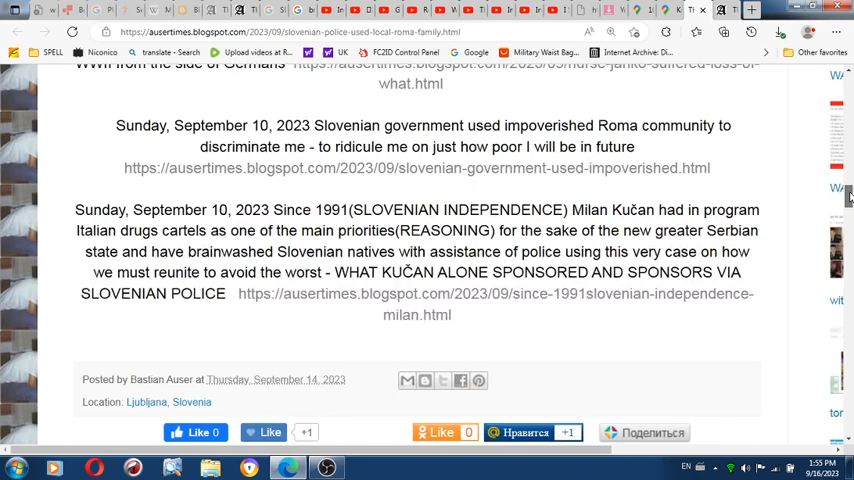 https://ausertimes.blogspot.com/2023/09/slovenian-police-used-local-roma-family.html
SPELL Niconico translate - Search Upload videos at R... UK FC2ID Control Panel Google Military Waist Bag... Internet Archive: Di... Other favorites
WWII from the side of Germans https://ausertimes.blogspot.com/2023/09/nurse-janko-suffered-loss-of-
what.html
Sunday, September 10, 2023 Slovenian government used impoverished Roma community to
discriminate me - to ridicule me on just how poor I will be in future
https://ausertimes.blogspot.com/2023/09/slovenian-government-used-impoverished.html
Sunday, September 10, 2023 Since 1991(SLOVENIAN INDEPENDENCE) Milan Kučan had in program
Italian drugs cartels as one of the main priorities(REASONING) for the sake of the new greater Serbian
state and have brainwashed Slovenian natives with assistance of police using this very case on how
we must reunite to avoid the worst - WHAT KUČAN ALONE SPONSORED AND SPONSORS VIA
SLOVENIAN POLICE https://ausertimes.blogspot.com/2023/09/since-1991slovenian-independence-
milan.html
Posted by Bastian Auser at Thursday, September 14, 2023
Location: Ljubljana, Slovenia
Like 0 Like +1 Like 0 Нравится +1 Поделиться
EN 1:55 PM
9/16/2023